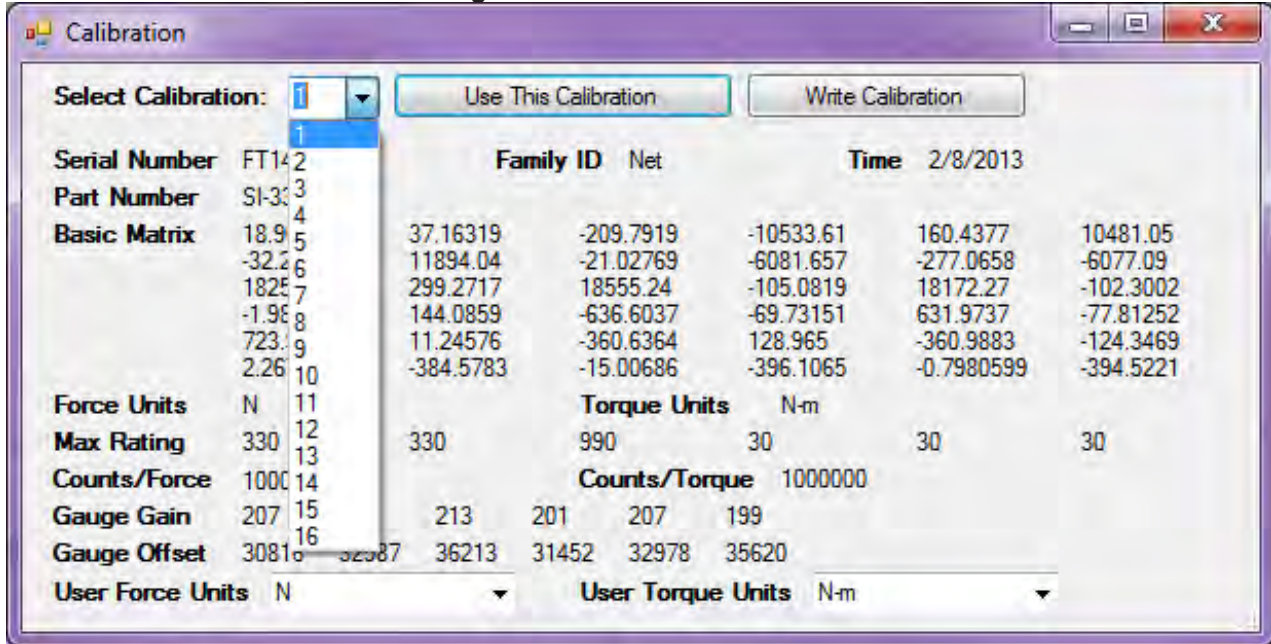 Calibration
Select Calibration: 1 Use This Calibration Write Calibration
1
2
3
4
5
6
7
8
9
10
11
12
13
14
15
16
Serial Number FT14 Family ID Net Time 2/8/2013
Part Number SI-33
Basic Matrix 18.9 37.16319 -209.7919 -10533.61 160.4377 10481.05
-32.2 11894.04 -21.02769 -6081.657 -277.0658 -6077.09
1825 299.2717 18555.24 -105.0819 18172.27 -102.3002
-1.98 144.0859 -636.6037 -69.73151 631.9737 -77.81252
723. 11.24576 -360.6364 128.965 -360.9883 -124.3469
2.26 -384.5783 -15.00686 -396.1065 -0.7980599 -394.5221
Force Units N Torque Units N-m
Max Rating 330 330 990 30 30 30
Counts/Force 1000 Counts/Torque 1000000
Gauge Gain 207 213 201 207 199
Gauge Offset 36213 31452 32978 35620
User Force Units N User Torque Units N-m